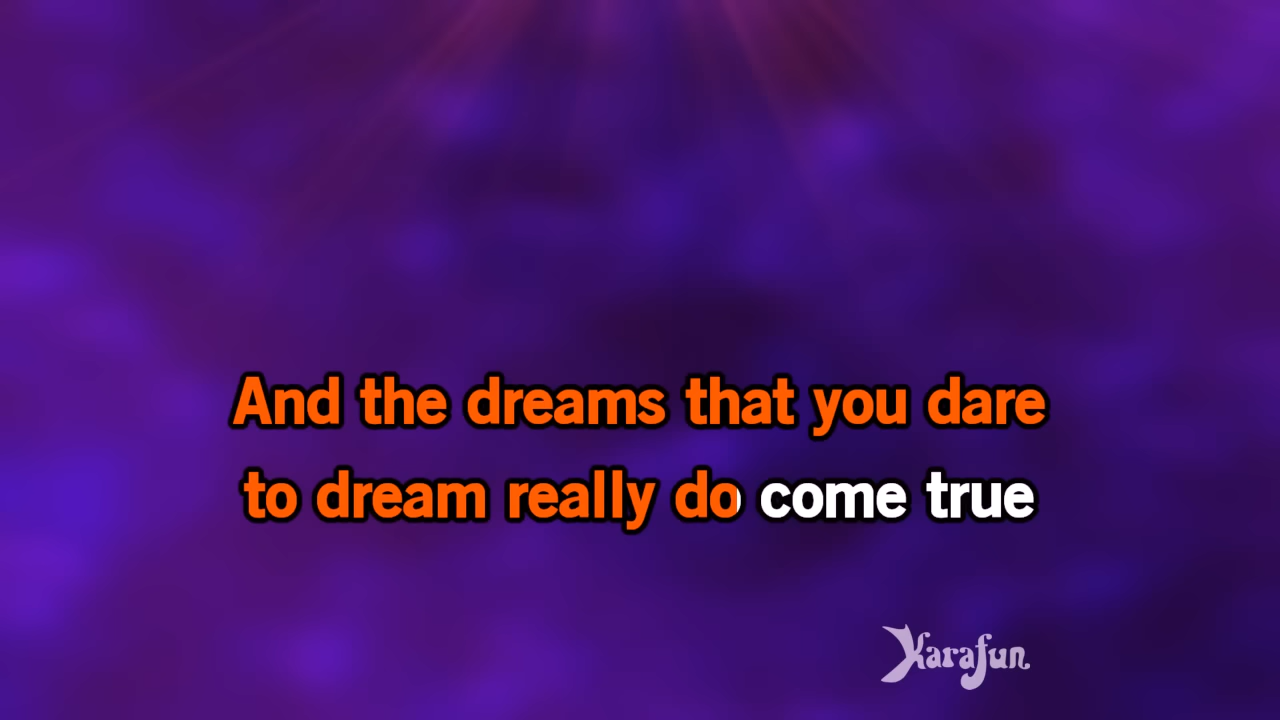 And the dreams that you dare
to dream really do come true
Karafun